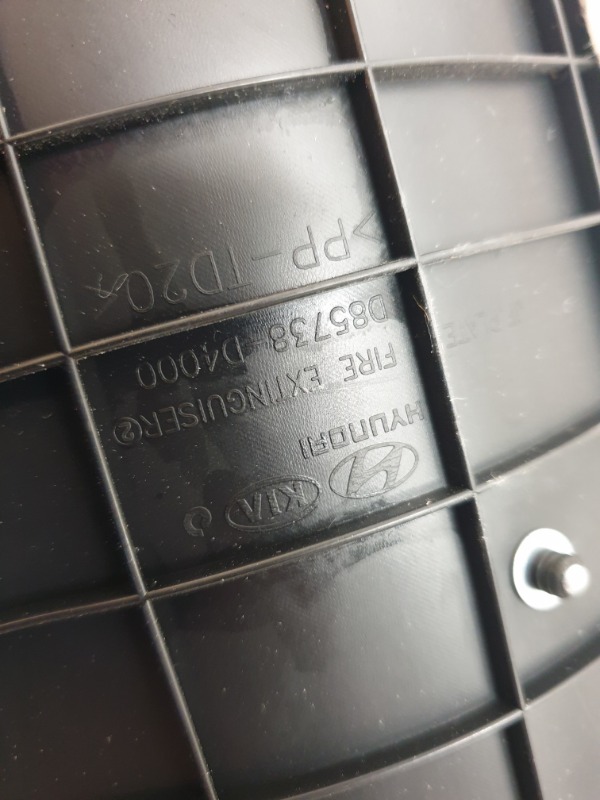 KIA HYUNDAI
FIRE EXTINGUISER②
D85738-D4000
>PP-TD20<